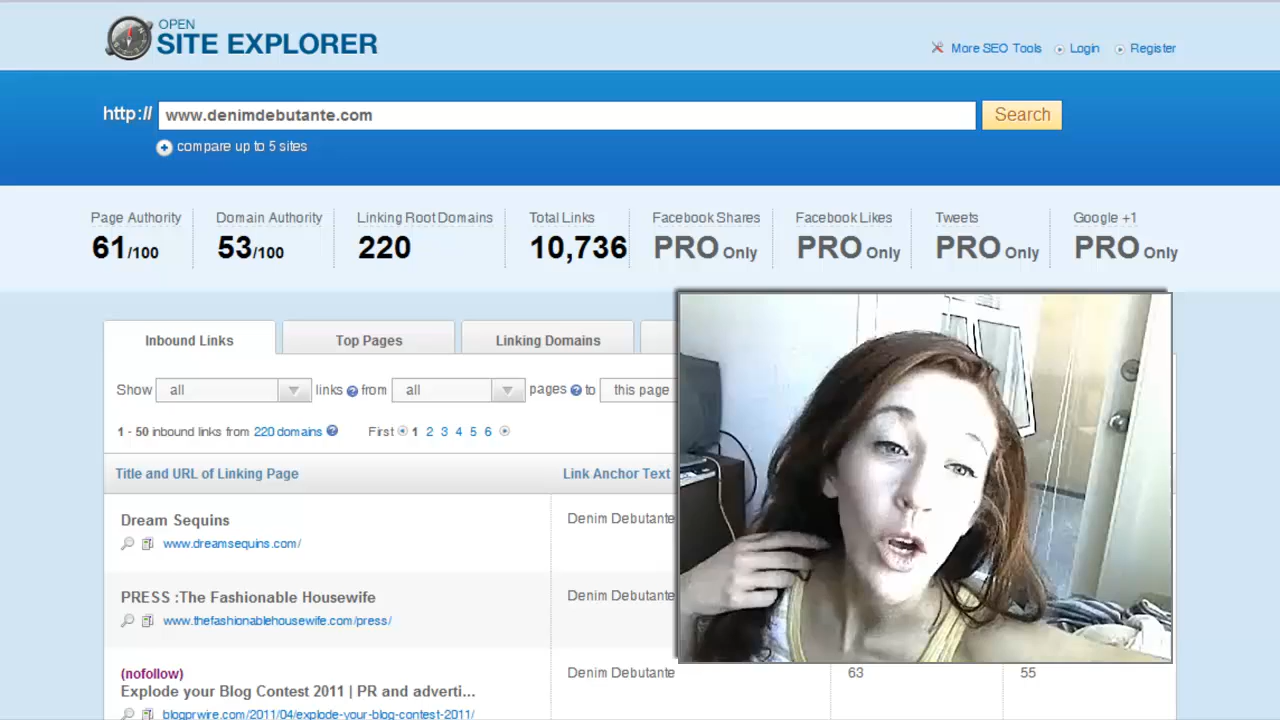 OPEN
SITE EXPLORER
More SEO Tools Login Register
http:// www.denimdebutante.com Search
compare up to 5 sites
Page Authority Domain Authority Linking Root Domains Total Links Facebook Shares Facebook Likes Tweets Google +1
61/100 53/100 220 10,736 PRO Only PRO Only PRO Only PRO Only
Inbound Links Top Pages Linking Domains
Show all links ? from all pages ? to this page
1 - 50 inbound links from 220 domains ? First 1 2 3 4 5 6
Title and URL of Linking Page Link Anchor Text
Dream Sequins Denim Debutante
www.dreamsequins.com/
PRESS :The Fashionable Housewife Denim Debutante
www.thefashionablehousewife.com/press/
(nofollow) Denim Debutante 63 55
Explode your Blog Contest 2011 | PR and adverti...
blogprwire.com/2011/04/explode-your-blog-contest-2011/